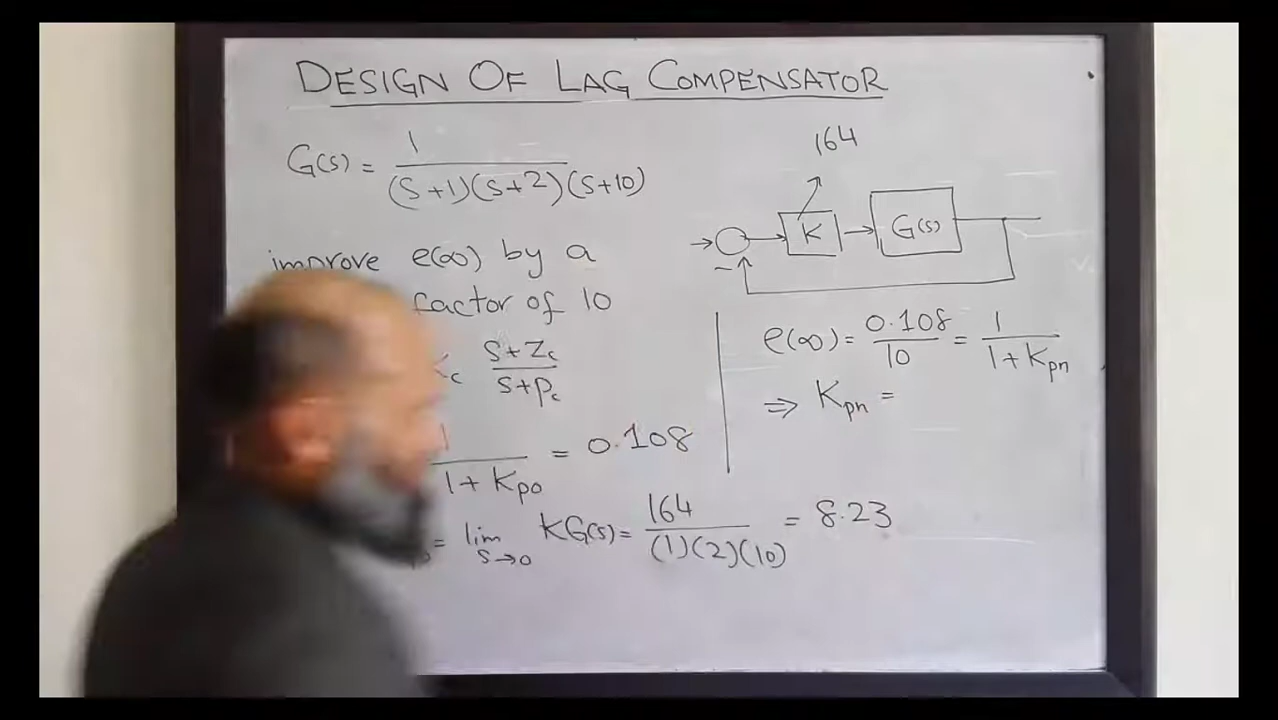 DESIGN OF LAG COMPENSATOR
G(s) = 1 / (S+1)(S+2)(S+10)
improve e(∞) by a
factor of 10
c (S+Zc) / (S+Pc)
1 / (1+Kpo) = 0.108
= lim s→0 KG(s) = 164 / (1)(2)(10) = 8.23
164
K
G(s)
−
e(∞) = 0.108 / 10 = 1 / (1+Kpn)
⇒ Kpn =